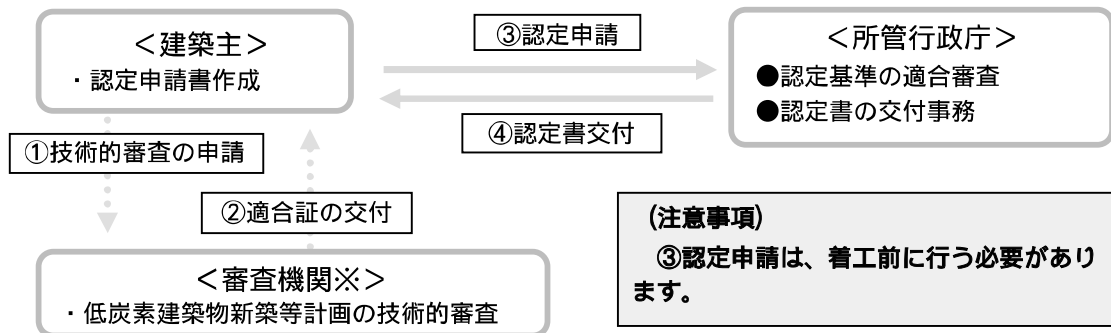 ＜建築主＞
・認定申請書作成
③認定申請
④認定書交付
＜所管行政庁＞
●認定基準の適合審査
●認定書の交付事務
①技術的審査の申請
②適合証の交付
＜審査機関※＞
・低炭素建築物新築等計画の技術的審査
(注意事項)
③認定申請は、着工前に行う必要があり
ます。